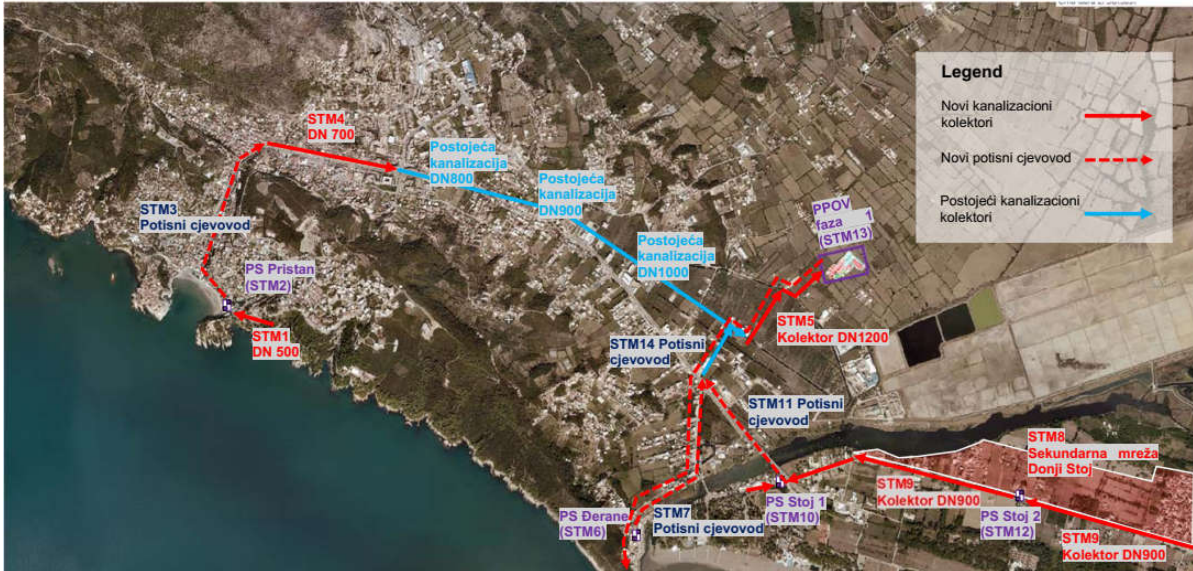 Legend
Novi kanalizacioni
kolektori
Novi potisni cjevovod
Postojeći kanalizacioni
kolektori
STM4
DN 700
Postojeća
kanalizacija
DN800
Postojeća
kanalizacija
DN900
STM3
Potisni cjevovod
PPOV
faza 1
(STM13)
Postojeća
kanalizacija
DN1000
PS Pristan
(STM2)
STM1
DN 500
STM5
Kolektor DN1200
STM14 Potisni
cjevovod
STM11 Potisni
cjevovod
STM8
Sekundarna mreža
Donji Stoj
STM9
Kolektor DN900
PS Stoj 1
(STM10)
PS Stoj 2
(STM12)
PS Đerane
(STM6)
STM7
Potisni cjevovod
STM9
Kolektor DN900